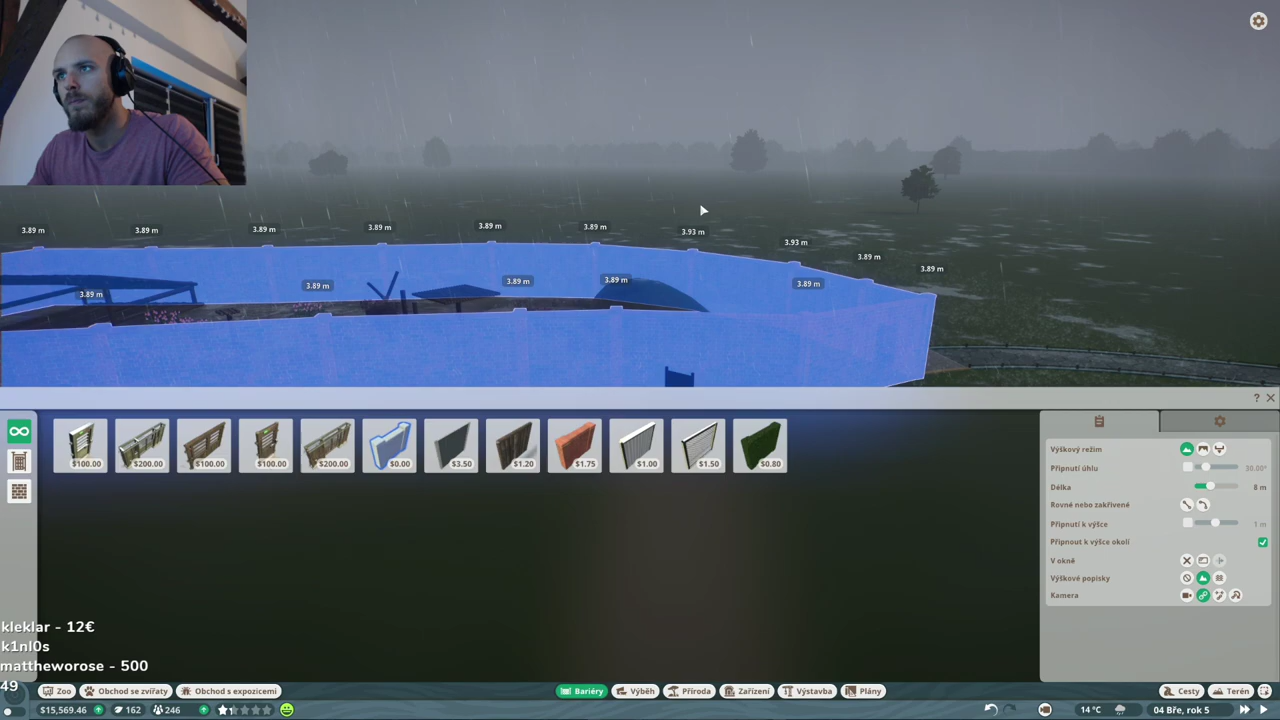 3.89 m 3.89 m 3.89 m 3.89 m 3.89 m 3.89 m 3.93 m 3.93 m 3.89 m 3.89 m
3.89 m 3.89 m 3.89 m 3.89 m 3.89 m
? ×
$100.00 $200.00 $100.00 $100.00 $200.00 $0.00 $3.50 $1.20 $1.75 $1.00 $1.50 $0.80
Výškový režim
Připnutí úhlu 30.00°
Délka 8 m
Rovné nebo zakřivené
Připnutí k výšce 1 m
Připnout k výšce okolí
V okně
Výškové popisky
Kamera
kleklar - 12€
k1nl0s
mattheworose - 500
49
Zoo Obchod se zvířaty Obchod s expozicemi Bariéry Výběh Příroda Zařízení Výstavba Plány Cesty Terén
$15,569.46 162 246 14 °C 04 Bře, rok 5